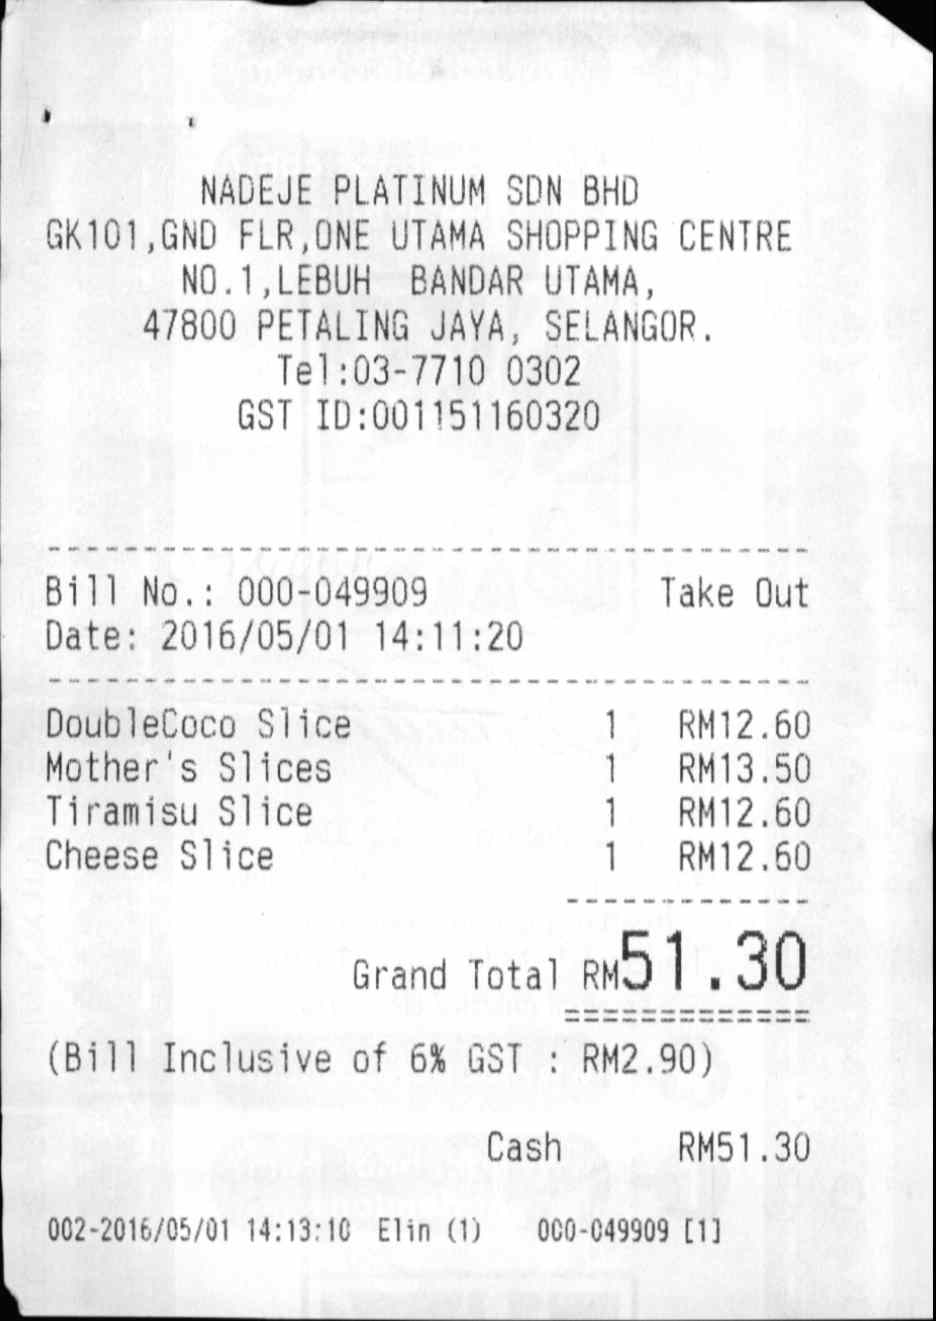 NADEJE PLATINUM SDN BHD
GK101,GND FLR,ONE UTAMA SHOPPING CENTRE
NO.1,LEBUH BANDAR UTAMA,
47800 PETALING JAYA, SELANGOR.
Tel:03-7710 0302
GST ID:001151160320
Bill No.: 000-049909 Take Out
Date: 2016/05/01 14:11:20
DoubleCoco Slice 1 RM12.60
Mother's Slices 1 RM13.50
Tiramisu Slice 1 RM12.60
Cheese Slice 1 RM12.60
Grand Total RM51.30
(Bill Inclusive of 6% GST : RM2.90)
Cash RM51.30
002-2016/05/01 14:13:10 Elin (1) 000-049909 [1]